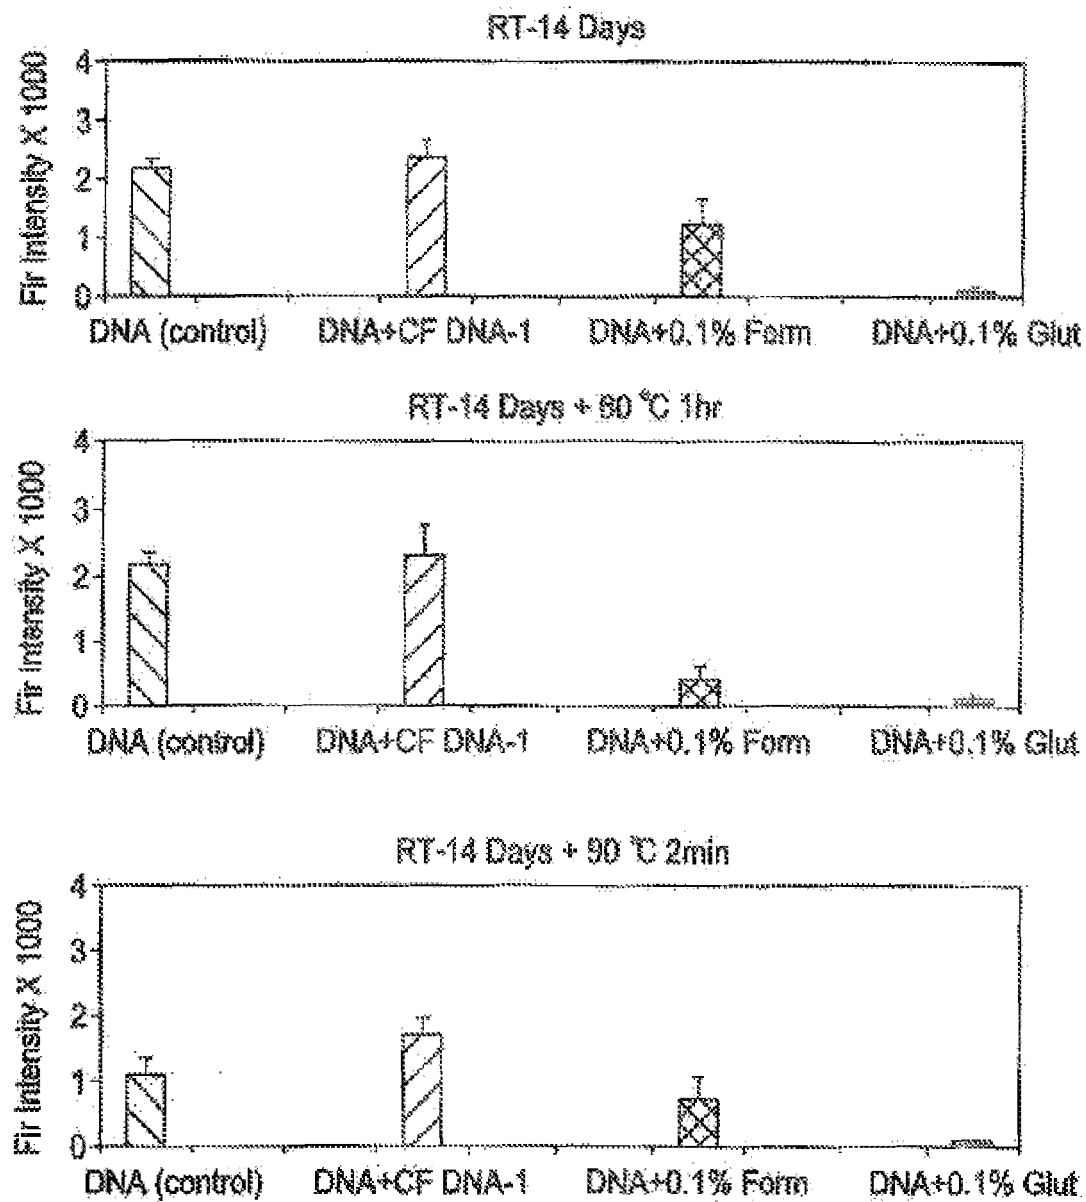 RT-14 Days
Flr Intensity X 1000
4
3
2
1
0
DNA (control) DNA+CF DNA-1 DNA+0.1% Form DNA+0.1% Glut
RT-14 Days + 60 °C 1hr
Flr Intensity X 1000
4
3
2
1
0
DNA (control) DNA+CF DNA-1 DNA+0.1% Form DNA+0.1% Glut
RT-14 Days + 90 °C 2min
Flr Intensity X 1000
4
3
2
1
0
DNA (control) DNA+CF DNA-1 DNA+0.1% Form DNA+0.1% Glut